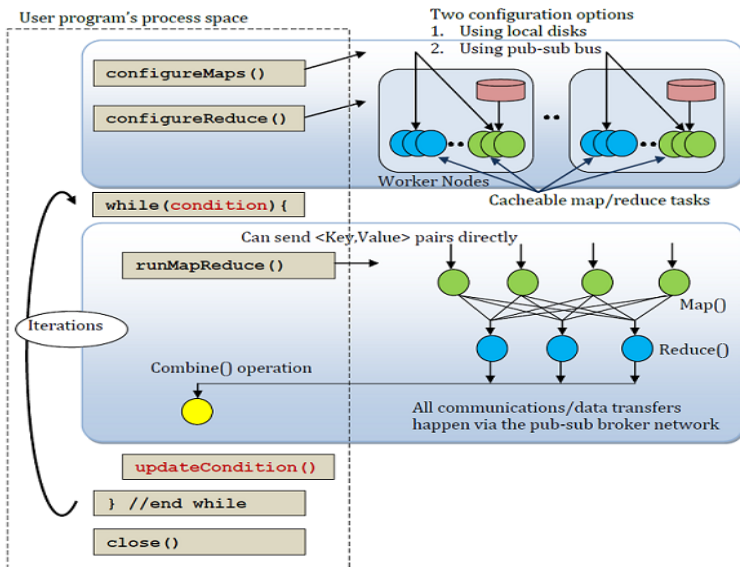 User program's process space
Two configuration options
1. Using local disks
2. Using pub-sub bus
configureMaps()
configureReduce()
Worker Nodes
Cacheable map/reduce tasks
while(condition){
Can send <Key,Value> pairs directly
runMapReduce()
Map()
Iterations
Reduce()
Combine() operation
All communications/data transfers
happen via the pub-sub broker network
updateCondition()
} //end while
close()